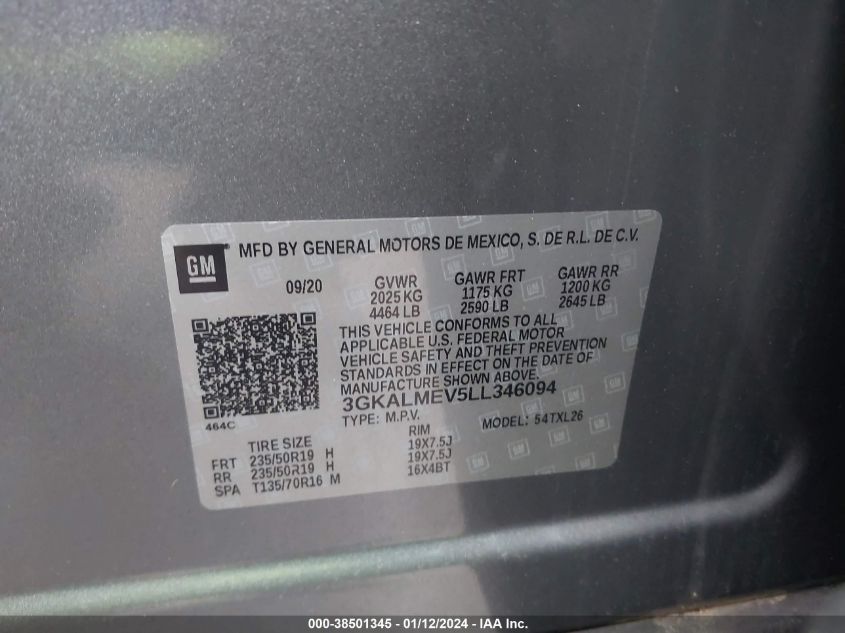 GM
MFD BY GENERAL MOTORS DE MEXICO, S. DE R.L. DE C.V.
09/20
GVWR GAWR FRT GAWR RR
2025 KG 1175 KG 1200 KG
4464 LB 2590 LB 2645 LB
THIS VEHICLE CONFORMS TO ALL
APPLICABLE U.S. FEDERAL MOTOR
VEHICLE SAFETY AND THEFT PREVENTION
STANDARDS IN EFFECT ON THE DATE OF
MANUFACTURE SHOWN ABOVE.
3GKALMEV5LL346094
TYPE: M.P.V. MODEL: 54TXL26
464C
TIRE SIZE RIM
FRT 235/50R19 H 19X7.5J
RR 235/50R19 H 19X7.5J
SPA T135/70R16 M 16X4BT
000-38501345 - 01/12/2024 - IAA Inc.